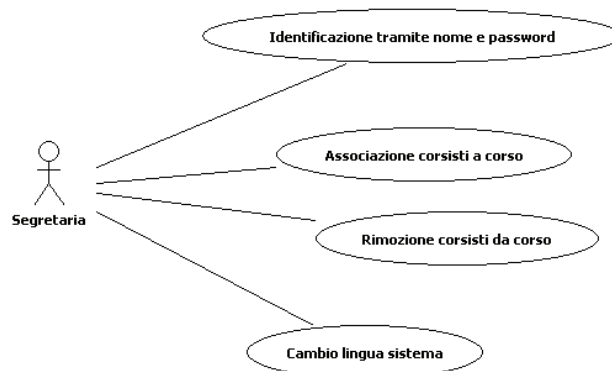 Identificazione tramite nome e password
Associazione corsisti a corso
Segretaria
Rimozione corsisti da corso
Cambio lingua sistema